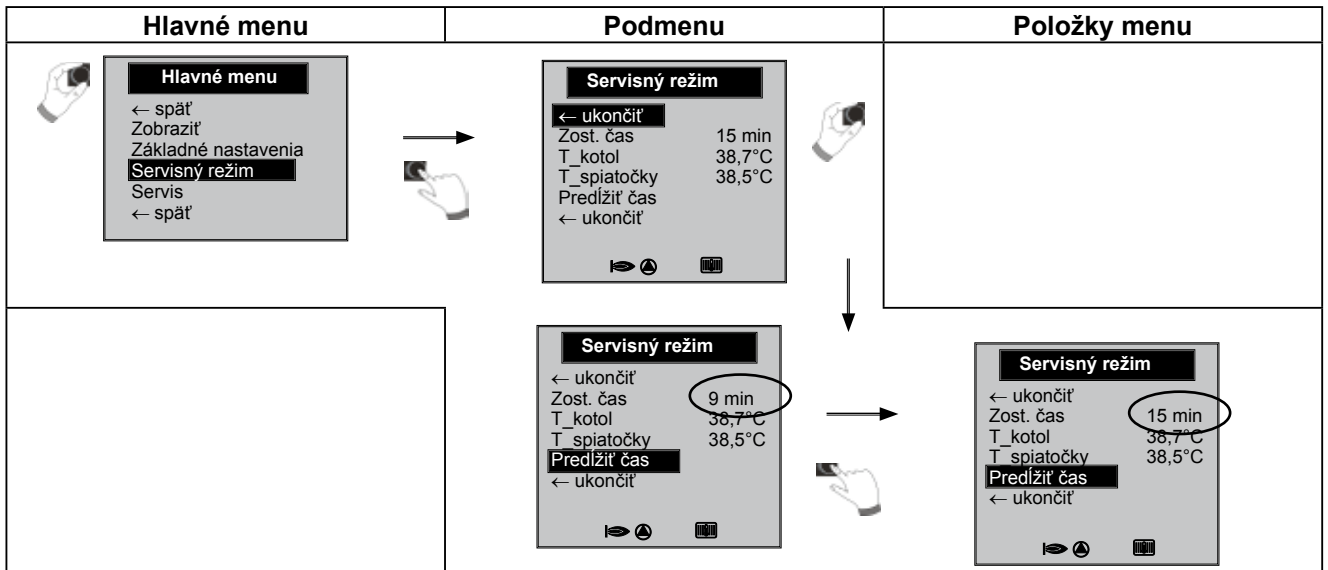 Hlavné menu
Podmenu
Položky menu
Hlavné menu
← späť
Zobraziť
Základné nastavenia
Servisný režim
Servis
← späť
Servisný režim
← ukončiť
Zost. čas 15 min
T_kotol 38,7°C
T_spiatočky 38,5°C
Predĺžiť čas
← ukončiť
Servisný režim
← ukončiť
Zost. čas 9 min
T_kotol 38,7°C
T_spiatočky 38,5°C
Predĺžiť čas
← ukončiť
Servisný režim
← ukončiť
Zost. čas 15 min
T_kotol 38,7°C
T_spiatočky 38,5°C
Predĺžiť čas
← ukončiť